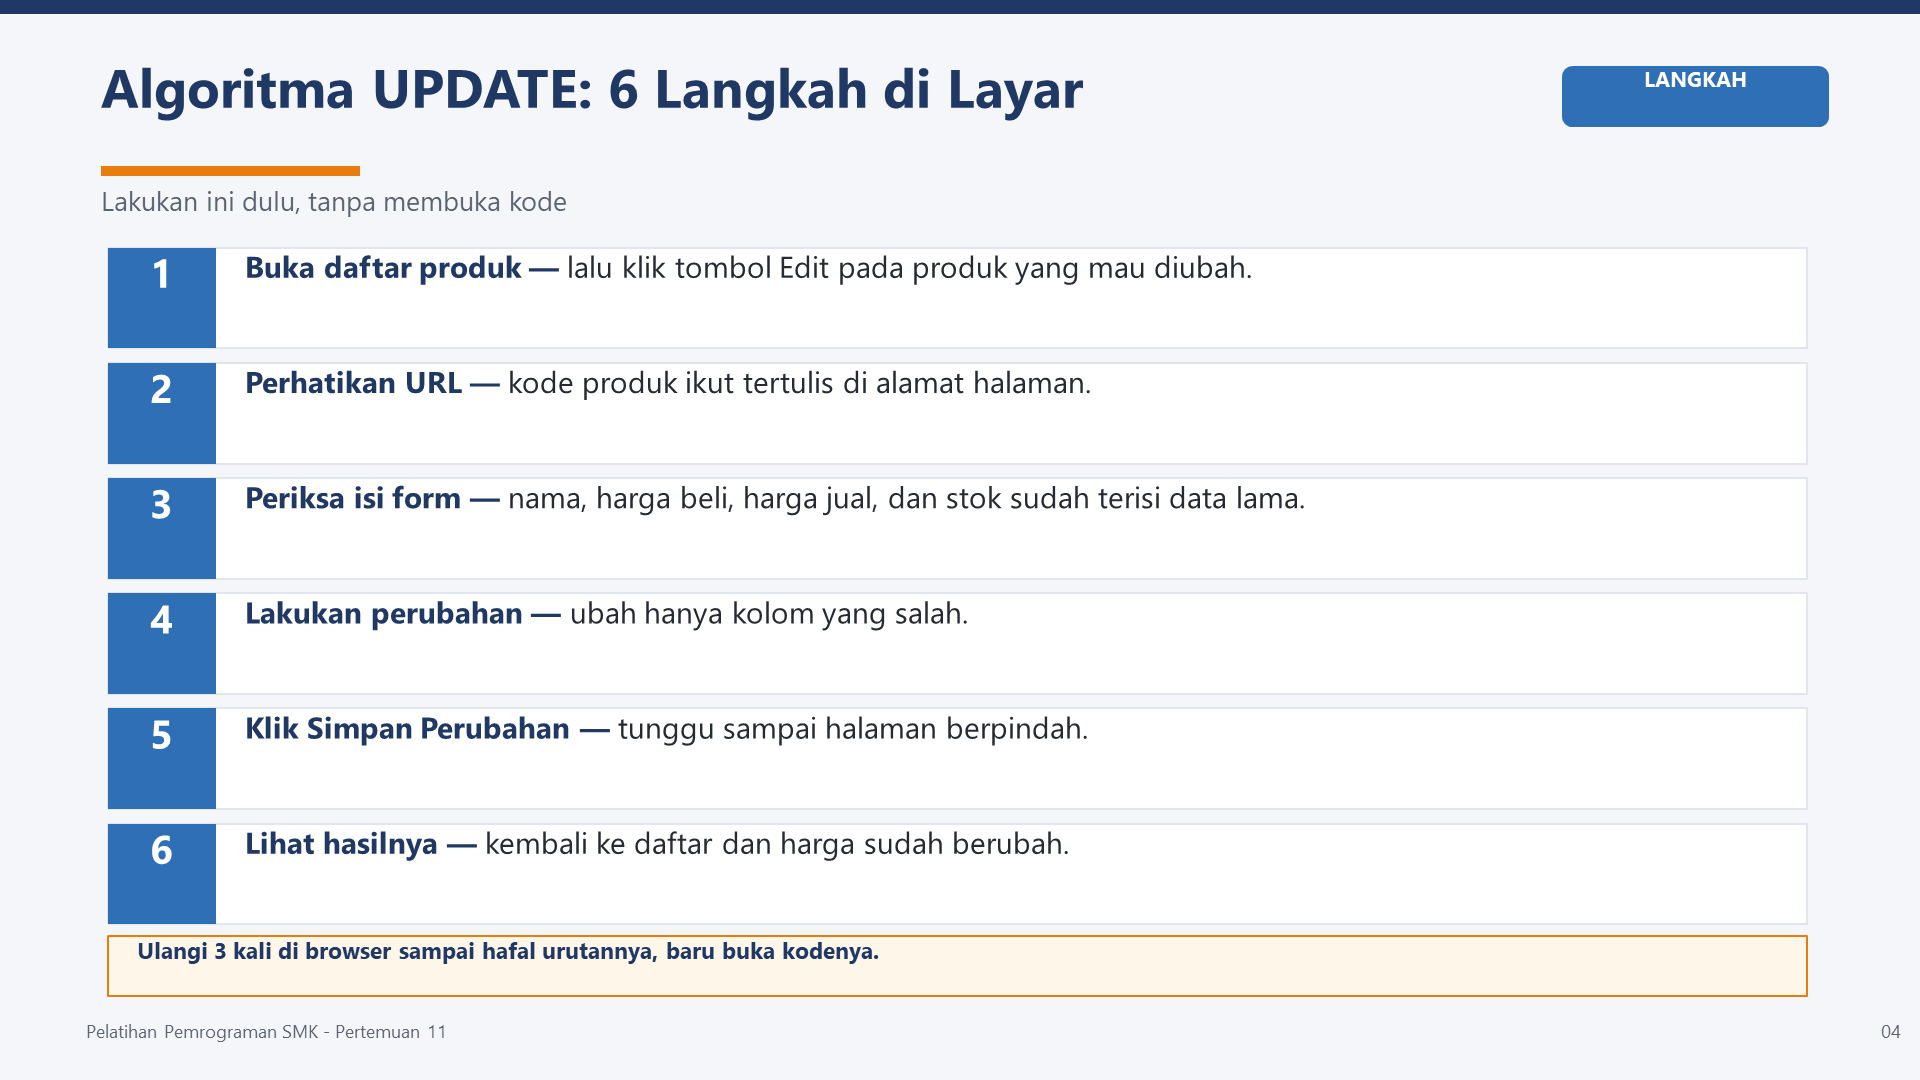 Algoritma UPDATE: 6 Langkah di Layar
LANGKAH
Lakukan ini dulu, tanpa membuka kode
1
Buka daftar produk — lalu klik tombol Edit pada produk yang mau diubah.
2
Perhatikan URL — kode produk ikut tertulis di alamat halaman.
3
Periksa isi form — nama, harga beli, harga jual, dan stok sudah terisi data lama.
4
Lakukan perubahan — ubah hanya kolom yang salah.
5
Klik Simpan Perubahan — tunggu sampai halaman berpindah.
6
Lihat hasilnya — kembali ke daftar dan harga sudah berubah.
Ulangi 3 kali di browser sampai hafal urutannya, baru buka kodenya.
Pelatihan Pemrograman SMK - Pertemuan 11
04